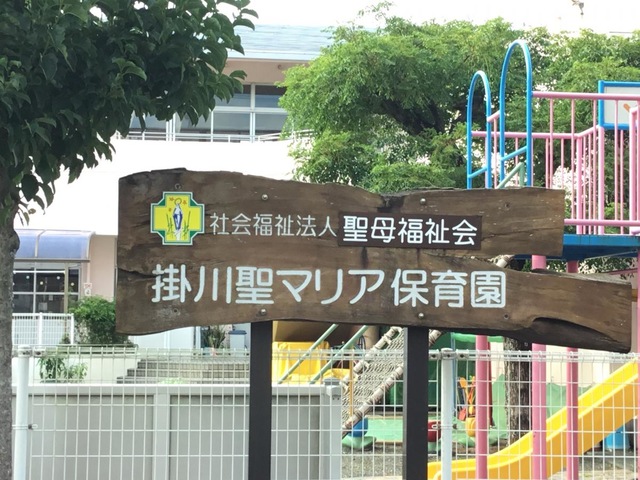 社会福祉法人 聖母福祉会
掛川聖マリア保育園